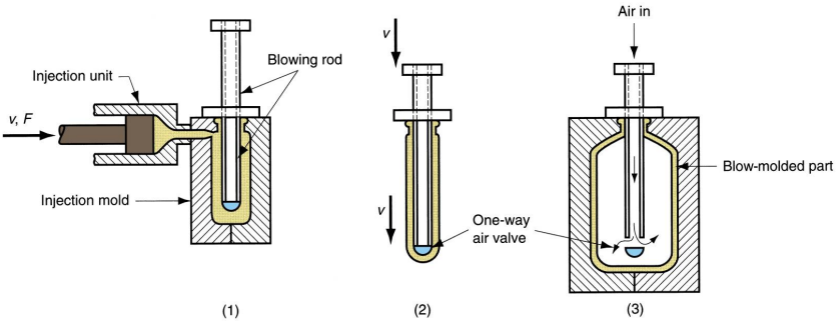 Injection unit
v, F
Injection mold
Blowing rod
(1)
v
v
One-way
air valve
(2)
Air in
Blow-molded part
(3)